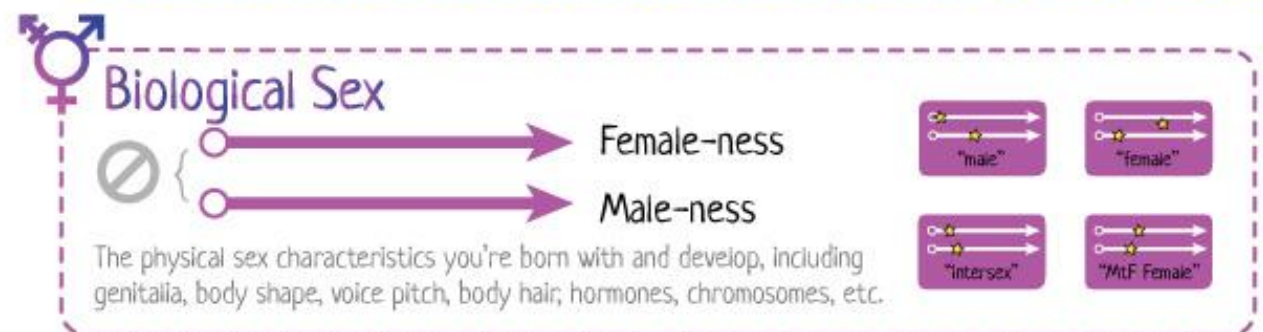 Biological Sex
Female-ness
Male-ness
The physical sex characteristics you're born with and develop, including
genitalia, body shape, voice pitch, body hair, hormones, chromosomes, etc.
"male"
"female"
"intersex"
"MtF Female"